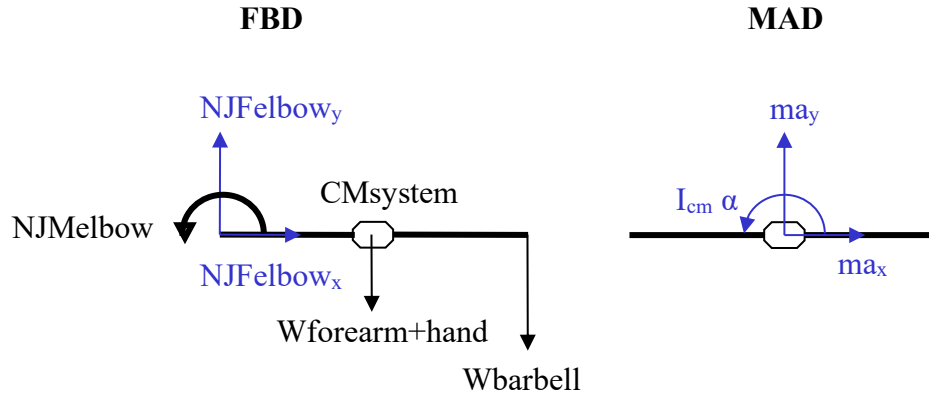 FBD
MAD
NJFelbowy
may
CMsystem
NJMelbow
Icm α
NJFelbowx
max
Wforearm+hand
Wbarbell